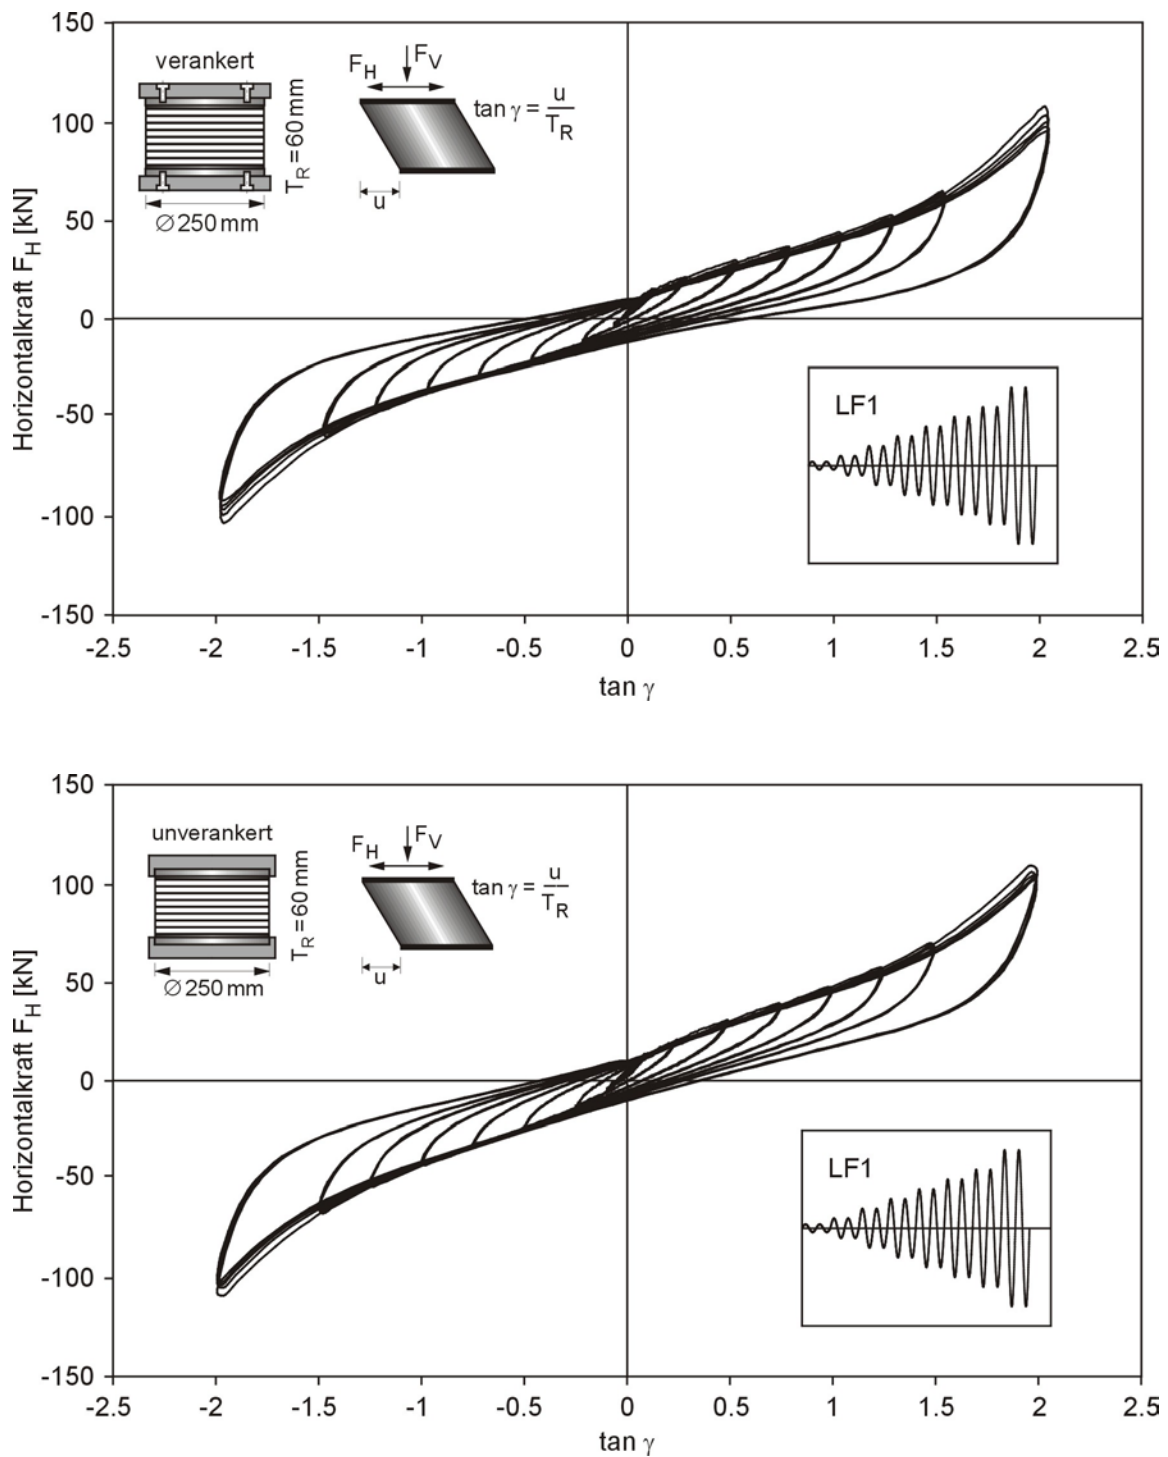 150
100
50
0
-50
-100
-150
Horizontalkraft F_H [kN]
verankert
T_R = 60 mm
Ø 250 mm
F_H
F_V
tan γ = u/T_R
u
LF1
-2.5 -2 -1.5 -1 -0.5 0 0.5 1 1.5 2 2.5
tan γ
150
100
50
0
-50
-100
-150
Horizontalkraft F_H [kN]
unverankert
T_R = 60 mm
Ø 250 mm
F_H
F_V
tan γ = u/T_R
u
LF1
-2.5 -2 -1.5 -1 -0.5 0 0.5 1 1.5 2 2.5
tan γ